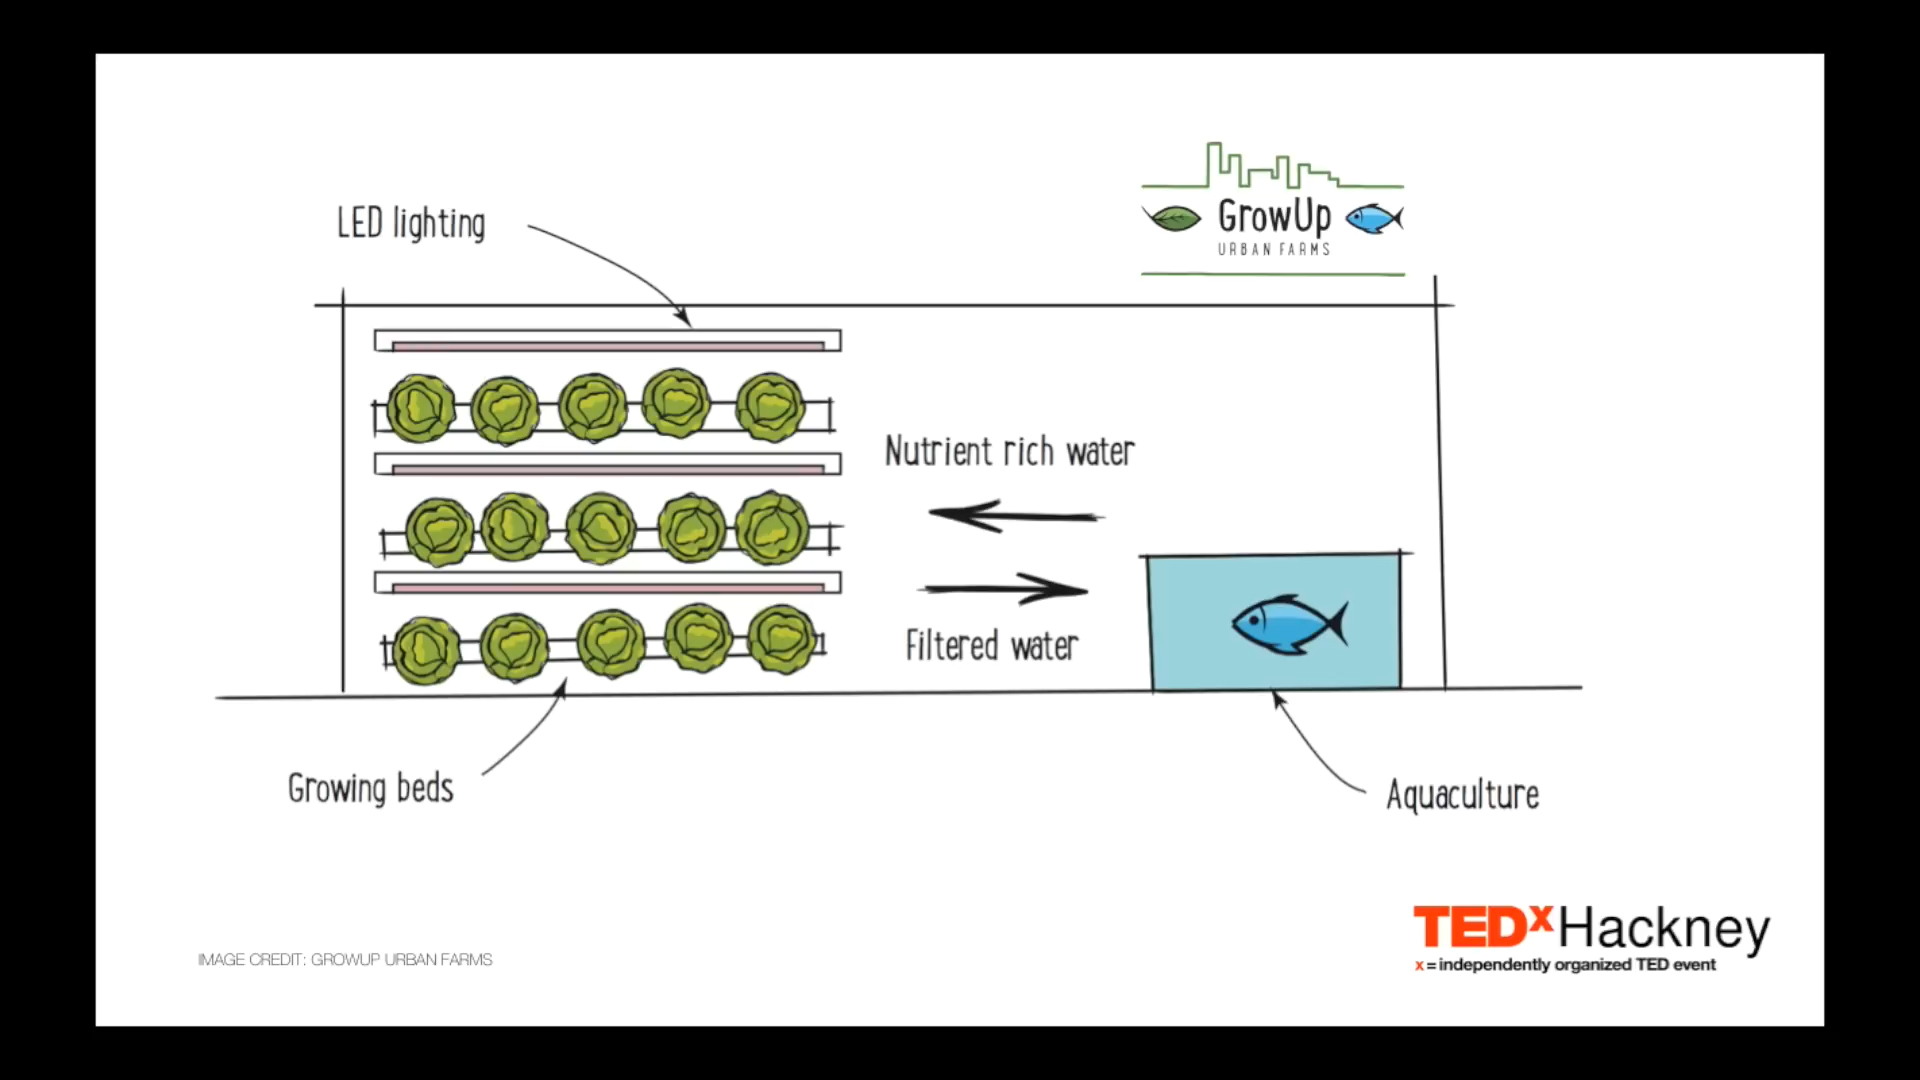 LED lighting
GrowUp
URBAN FARMS
Nutrient rich water
Filtered water
Growing beds
Aquaculture
IMAGE CREDIT: GROWUP URBAN FARMS
TEDxHackney
x = independently organized TED event